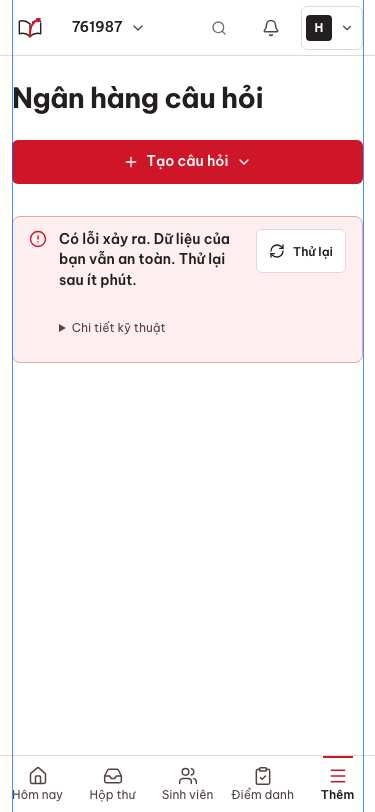 761987
H
Ngân hàng câu hỏi
Tạo câu hỏi
Có lỗi xảy ra. Dữ liệu của
bạn vẫn an toàn. Thử lại
sau ít phút.
Thử lại
Chi tiết kỹ thuật
Hôm nay
Hộp thư
Sinh viên
Điểm danh
Thêm